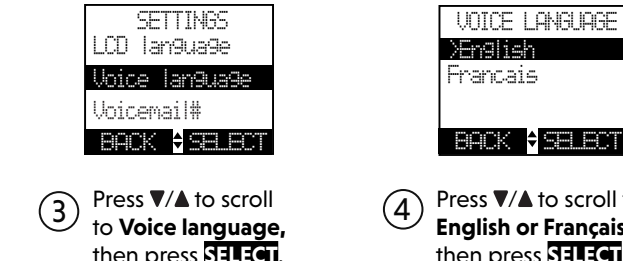 SETTINGS
LCD language
Voice language
Voicemail#
BACK SELECT
3 Press ▼/▲ to scroll
to Voice language,
then press SELECT.
VOICE LANGUAGE
>English
Francais
BACK SELECT
4 Press ▼/▲ to scroll
English or Français
then press SELECT